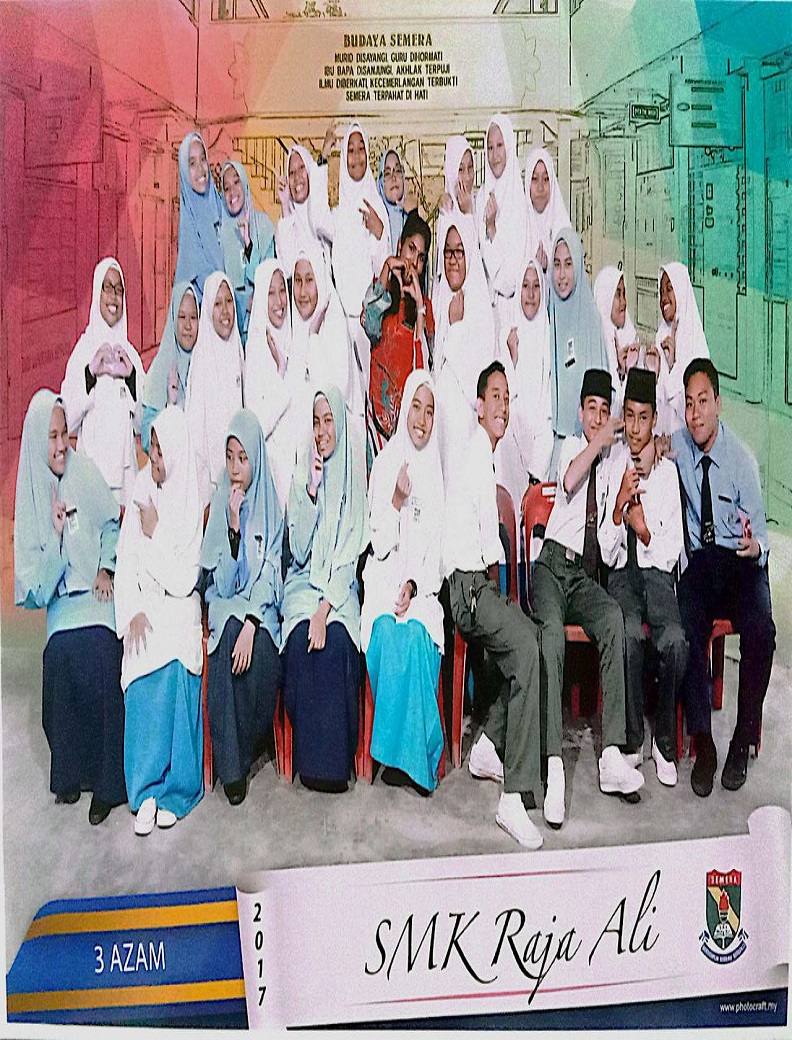 BUDAYA SEMERA
MURID DISAYANGI, GURU DIHORMATI
IBU BAPA DISANJUNGI, AKHLAK TERPUJI
ILMU DIBERKATI, KECEMERLANGAN TERBUKTI
SEMERA TERPAHAT DI HATI
3 AZAM
2017
SMK Raja Ali
SEMERA
www.photocraft.my